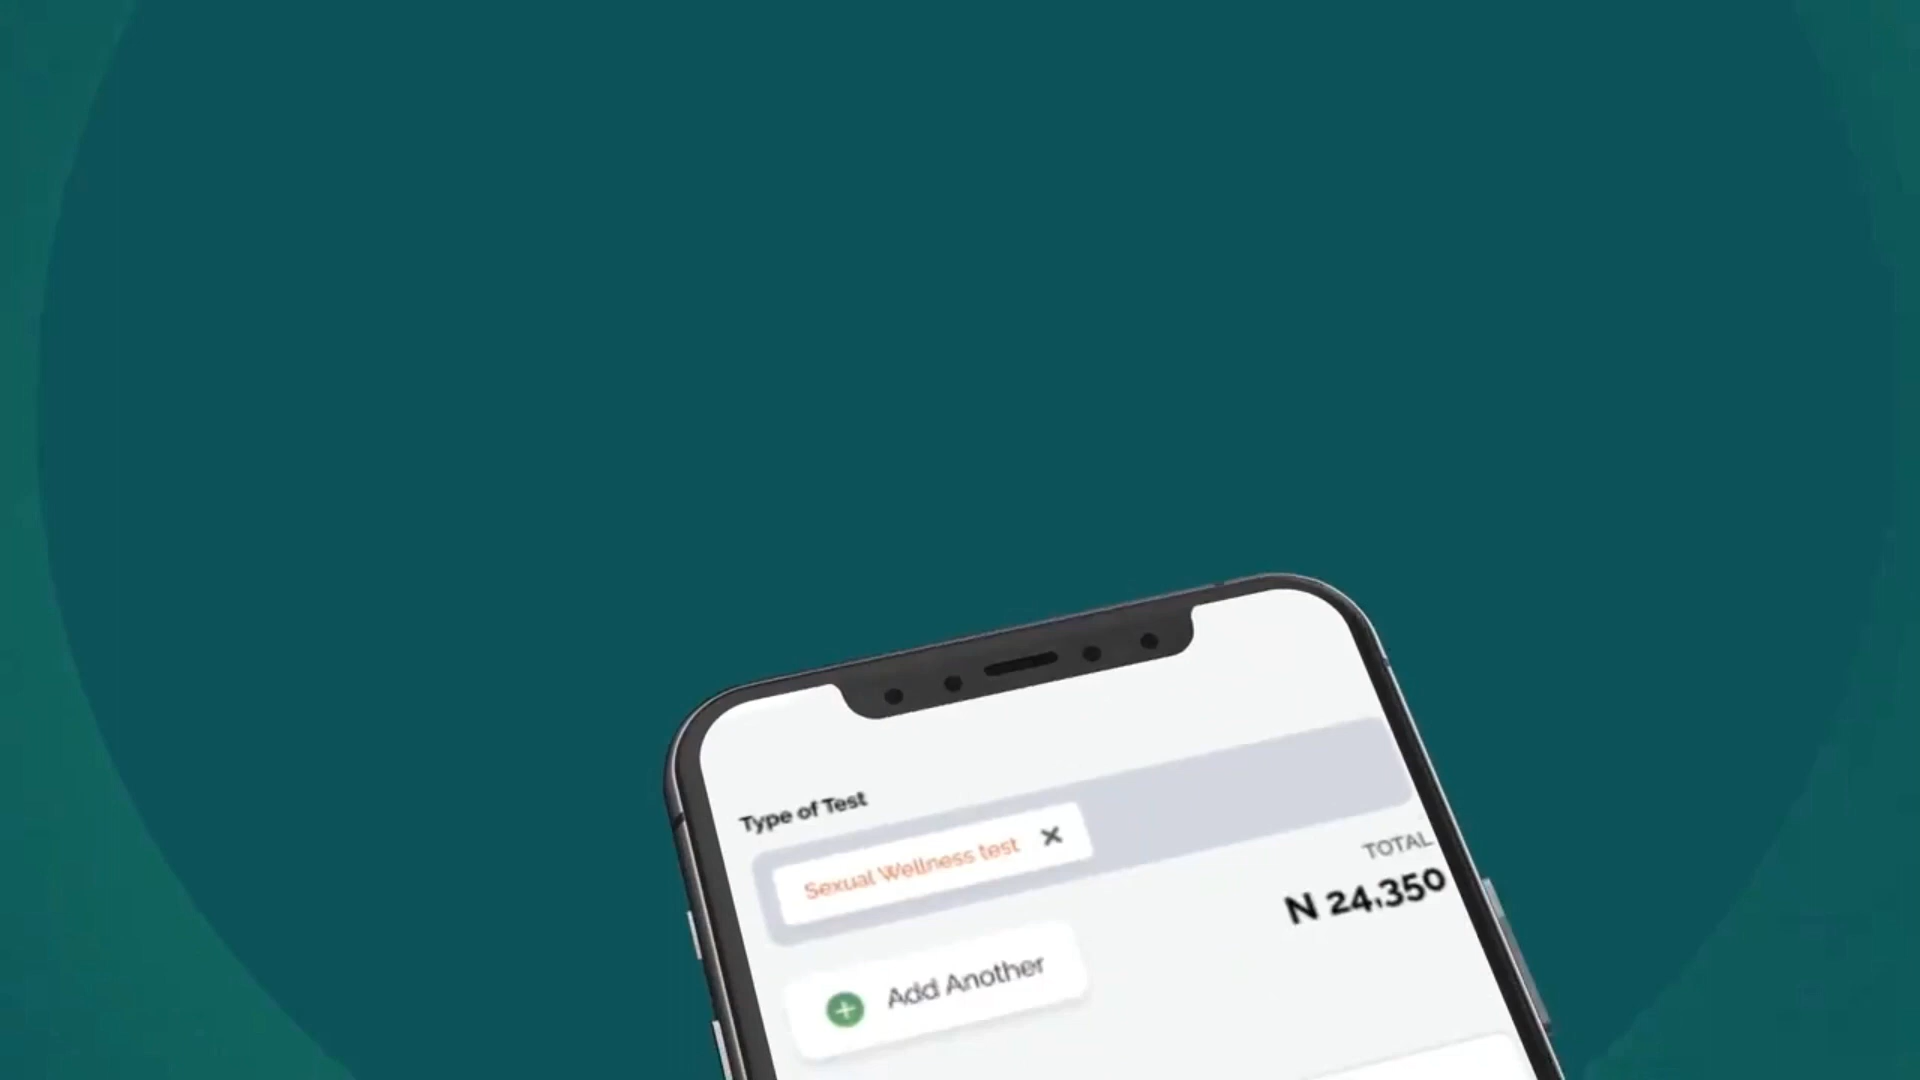 Type of Test
Sexual Wellness test
TOTAL
N 24,350
Add Another